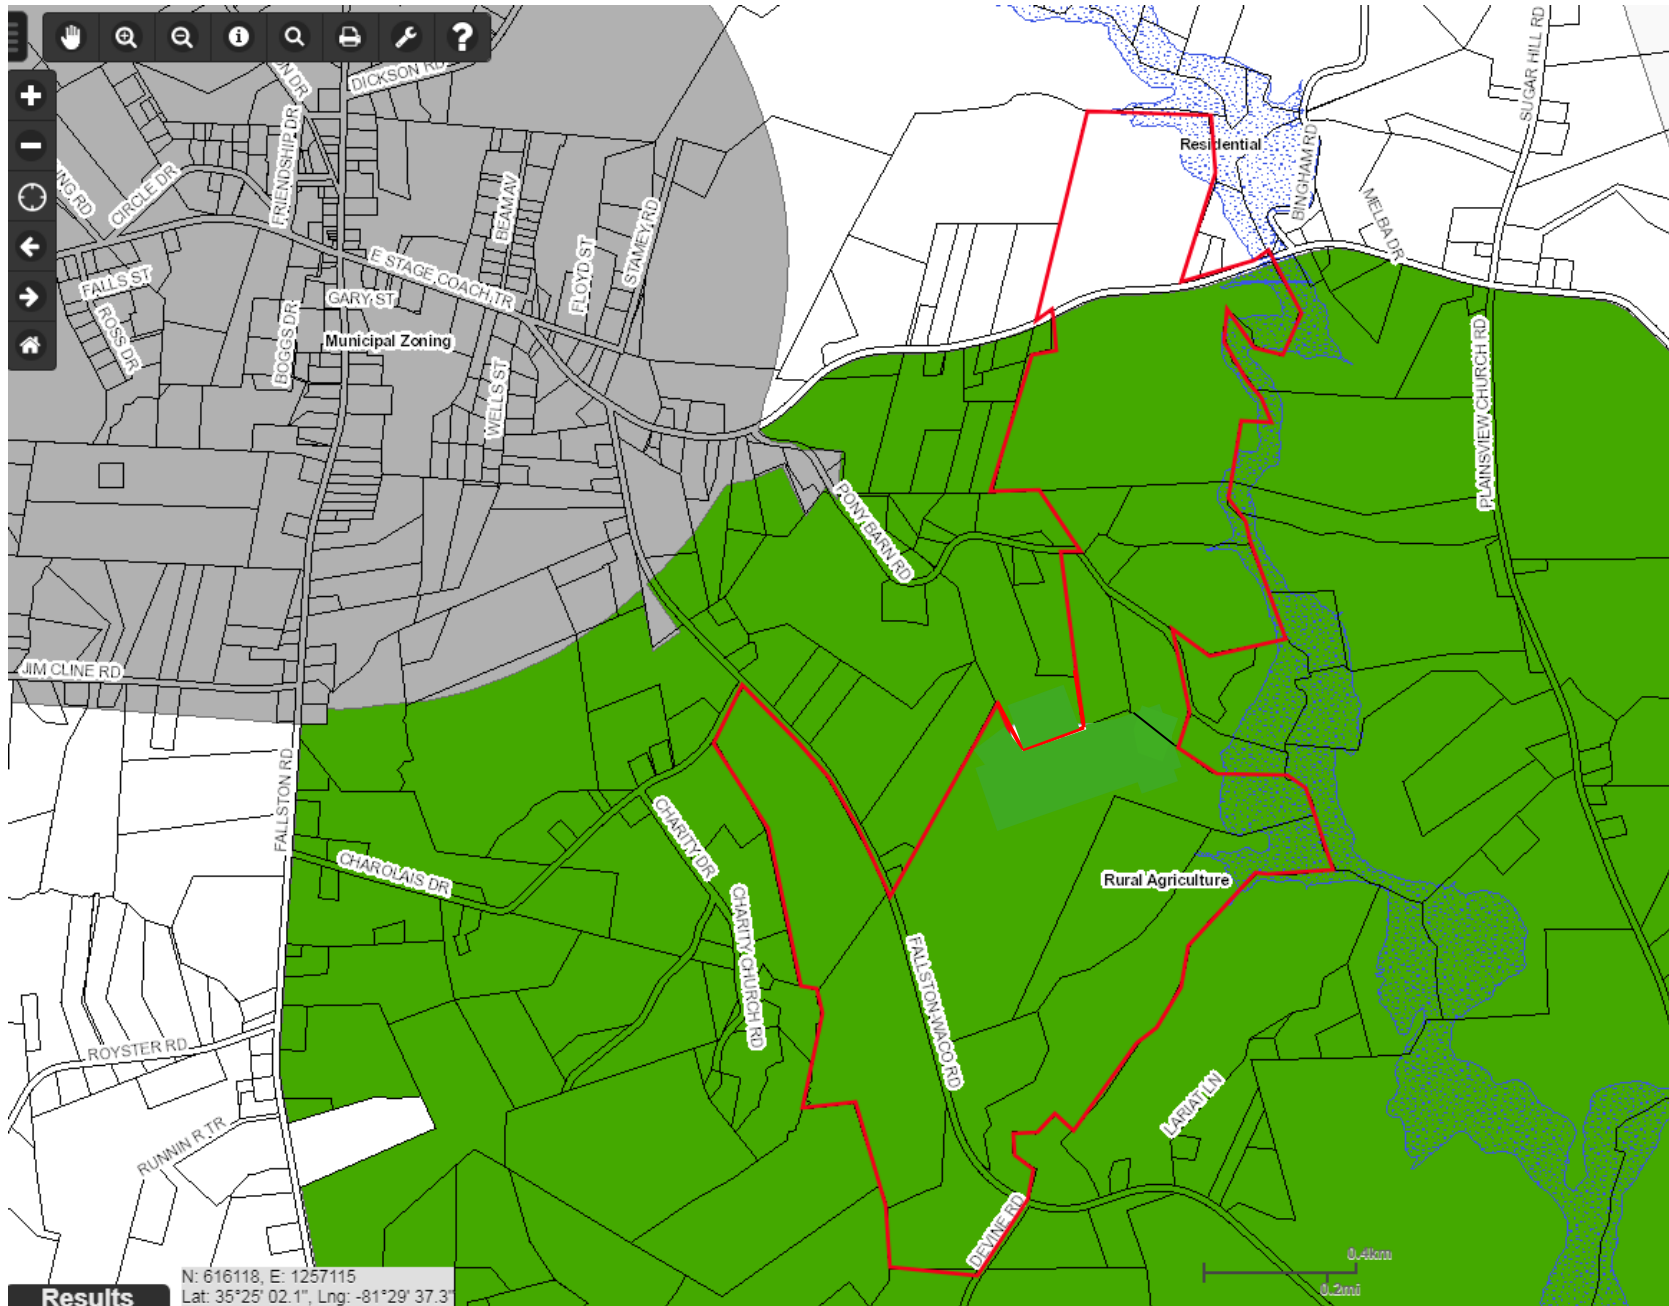 DICKSON RD
ON DR
FRIENDSHIP DR
CIRCLE DR
NG RD
FALLS ST
ROSS DR
BOGGS DR
GARY ST
E STAGE COACH TR
BEAM AV
FLOYD ST
STAMEY RD
WELLS ST
Municipal Zoning
Residential
BINGHAM RD
MELBA DR
SUGAR HILL RD
PLAINSVIEW CHURCH RD
PONY BARN RD
JIM CLINE RD
FALLSTON RD
CHAROLAIS DR
CHARITY DR
CHARITY CHURCH RD
FALLSTON-WACO RD
Rural Agriculture
ROYSTER RD
RUNNIN R TR
LARIAT LN
DEVINE RD
0.4km
0.2mi
N: 616118, E: 1257115
Lat: 35°25' 02.1", Lng: -81°29' 37.3"
Results